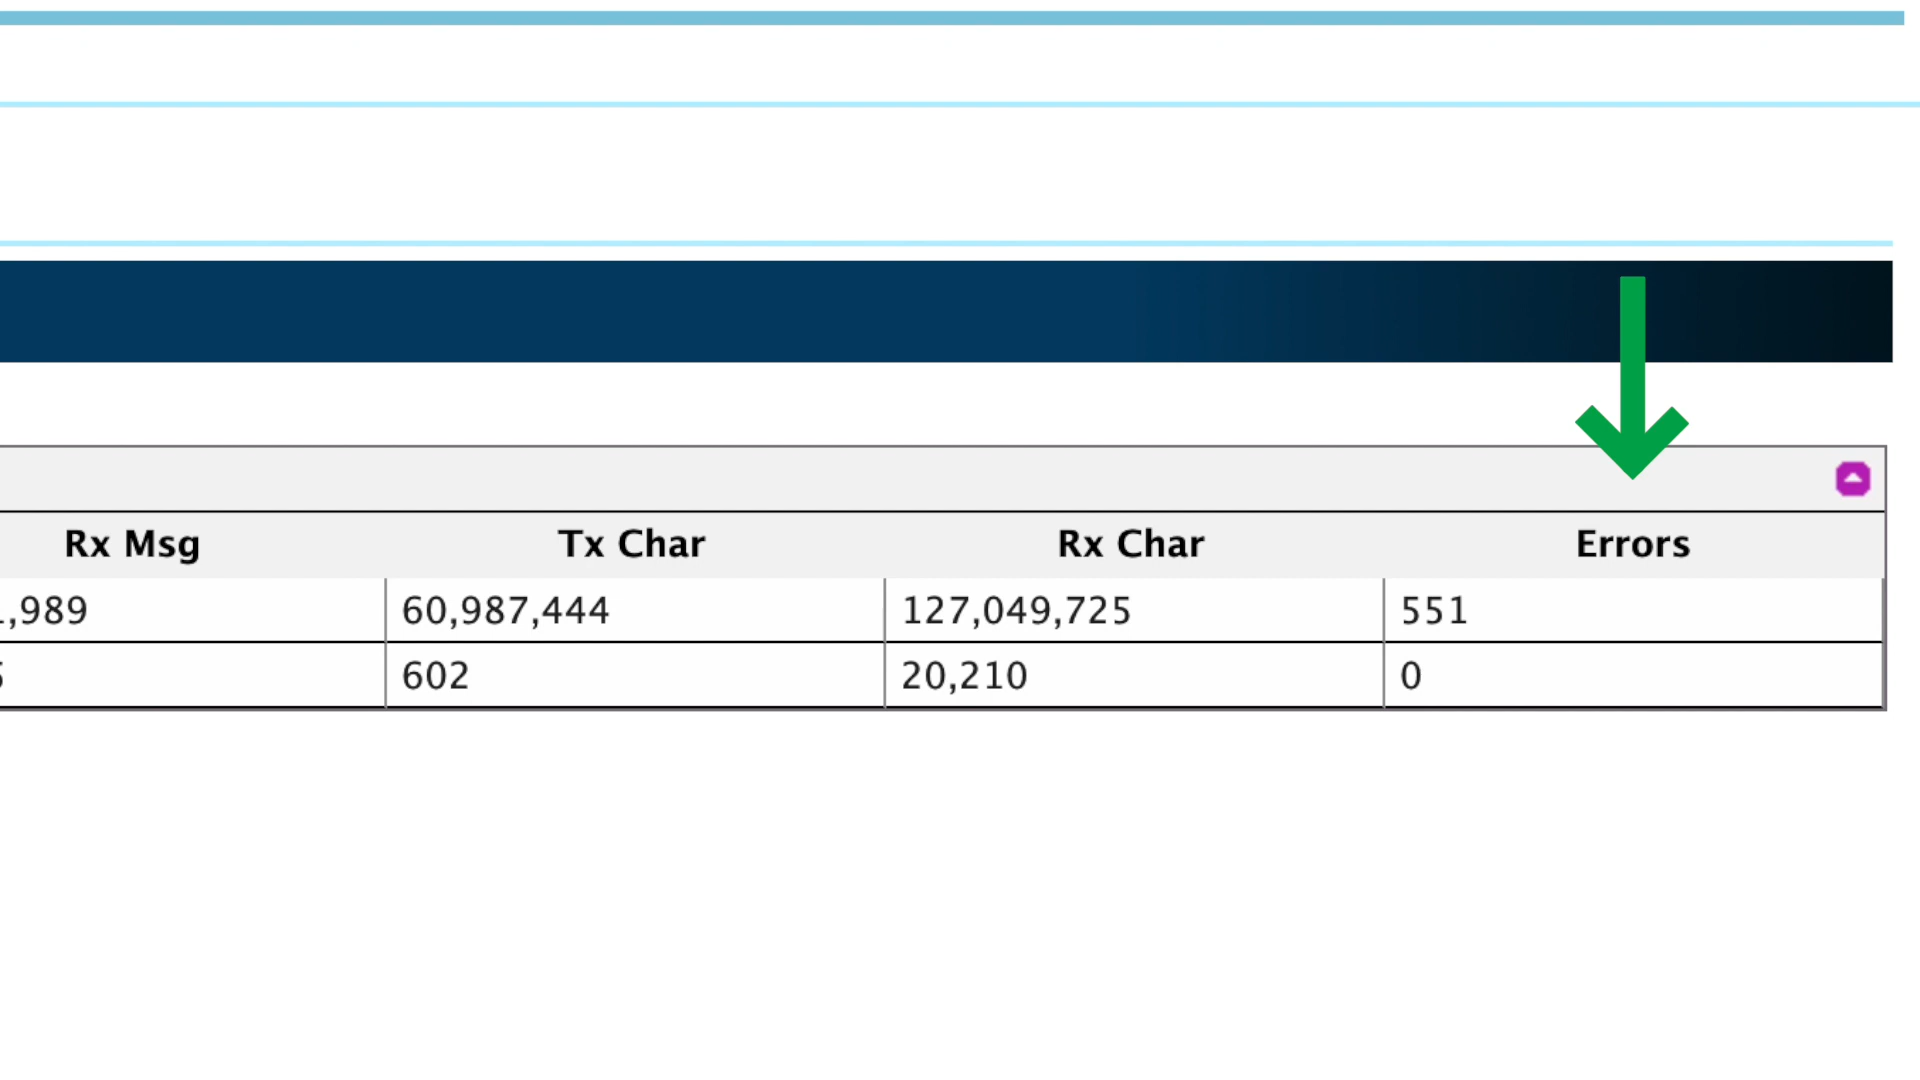 Rx Msg Tx Char Rx Char Errors
,989 60,987,444 127,049,725 551
602 20,210 0